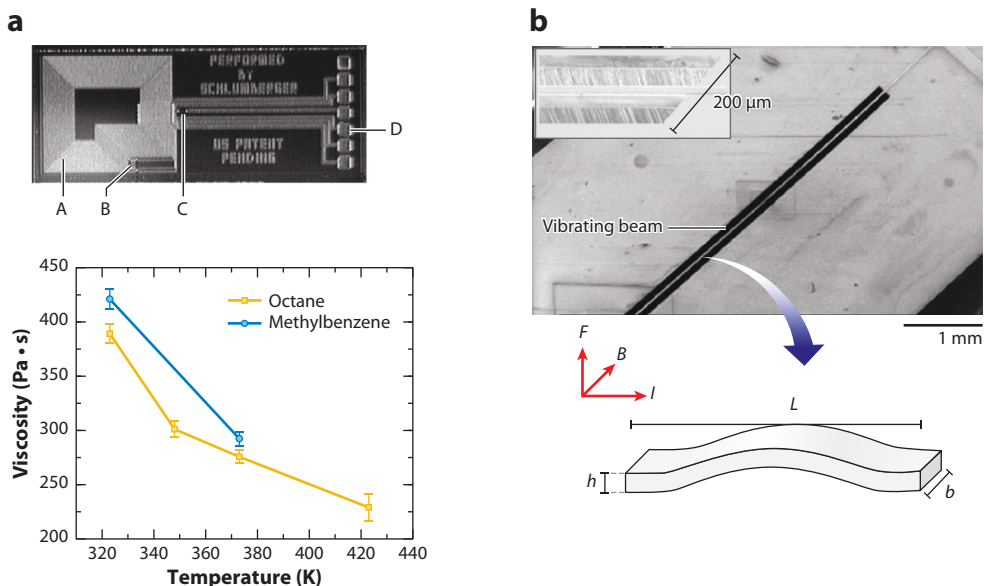 a
PERFORMED
BY
SCHLUMBERGER
US PATENT
PENDING
A
B
C
D
450
400
350
300
250
200
Viscosity (Pa • s)
320
340
360
380
400
420
440
Temperature (K)
Octane
Methylbenzene
b
200 μm
Vibrating beam
1 mm
F
B
I
L
h
b